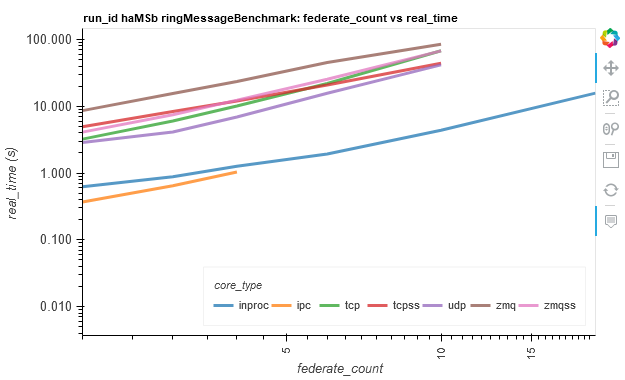 run_id haMSb ringMessageBenchmark: federate_count vs real_time
100.000
10.000
1.000
0.100
0.010
real_time (s)
core_type
inproc ipc tcp tcpss udp zmq zmqss
5 10 15
federate_count